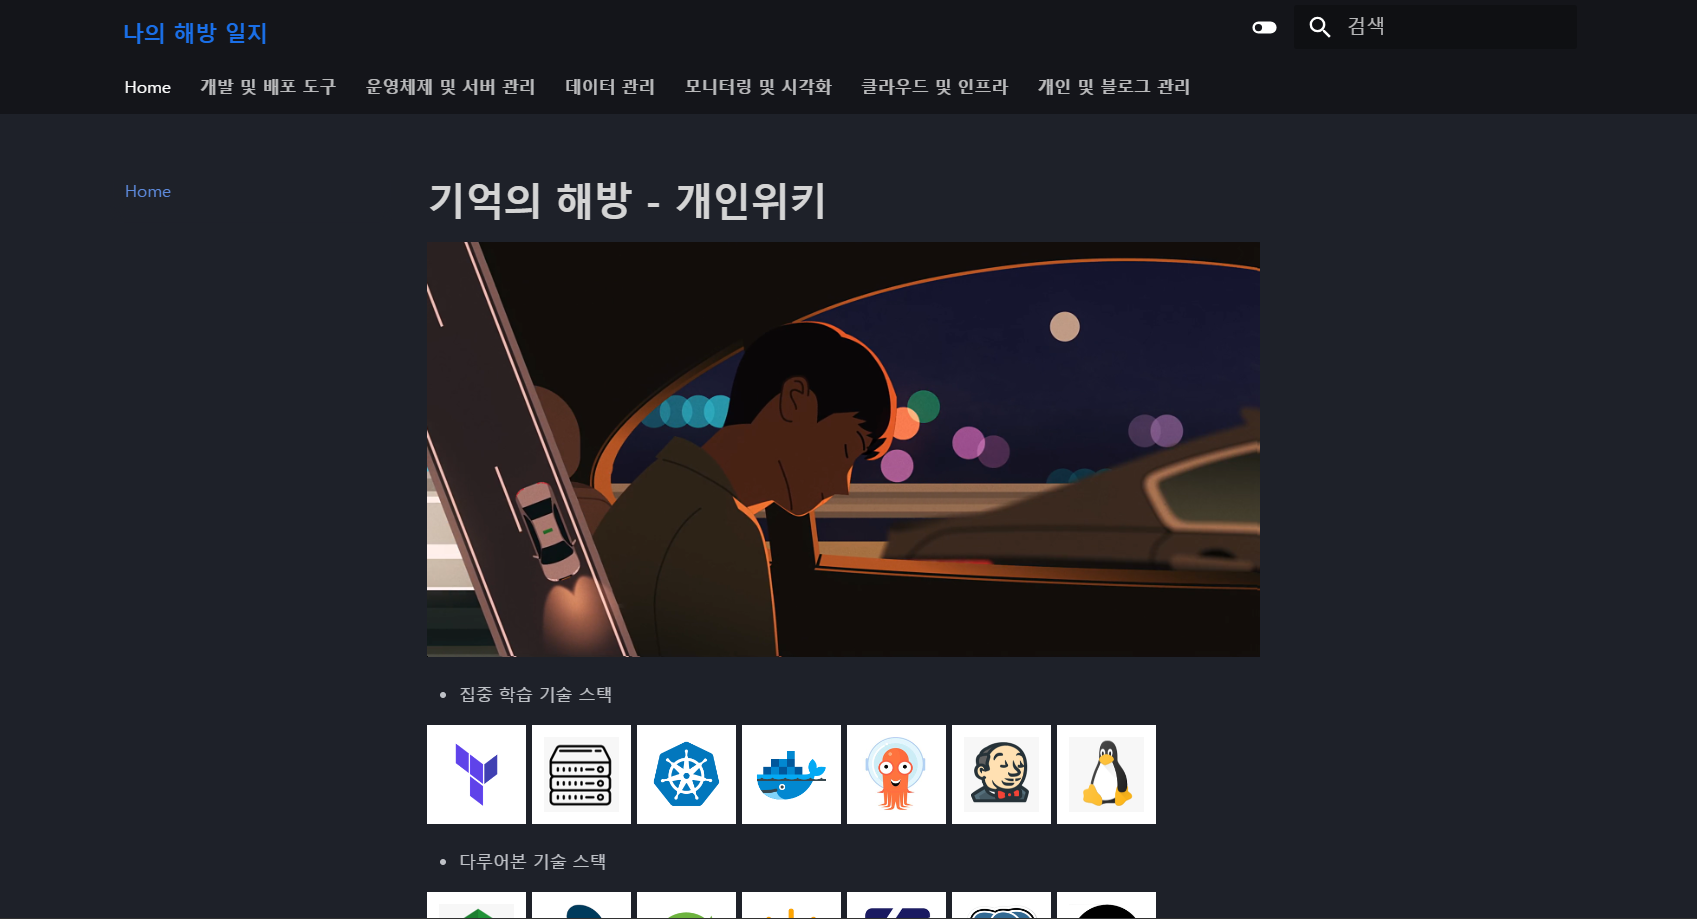 나의 해방 일지
검색
Home 개발 및 배포 도구 운영체제 및 서버 관리 데이터 관리 모니터링 및 시각화 클라우드 및 인프라 개인 및 블로그 관리
Home
기억의 해방 - 개인위키
집중 학습 기술 스택
다루어본 기술 스택